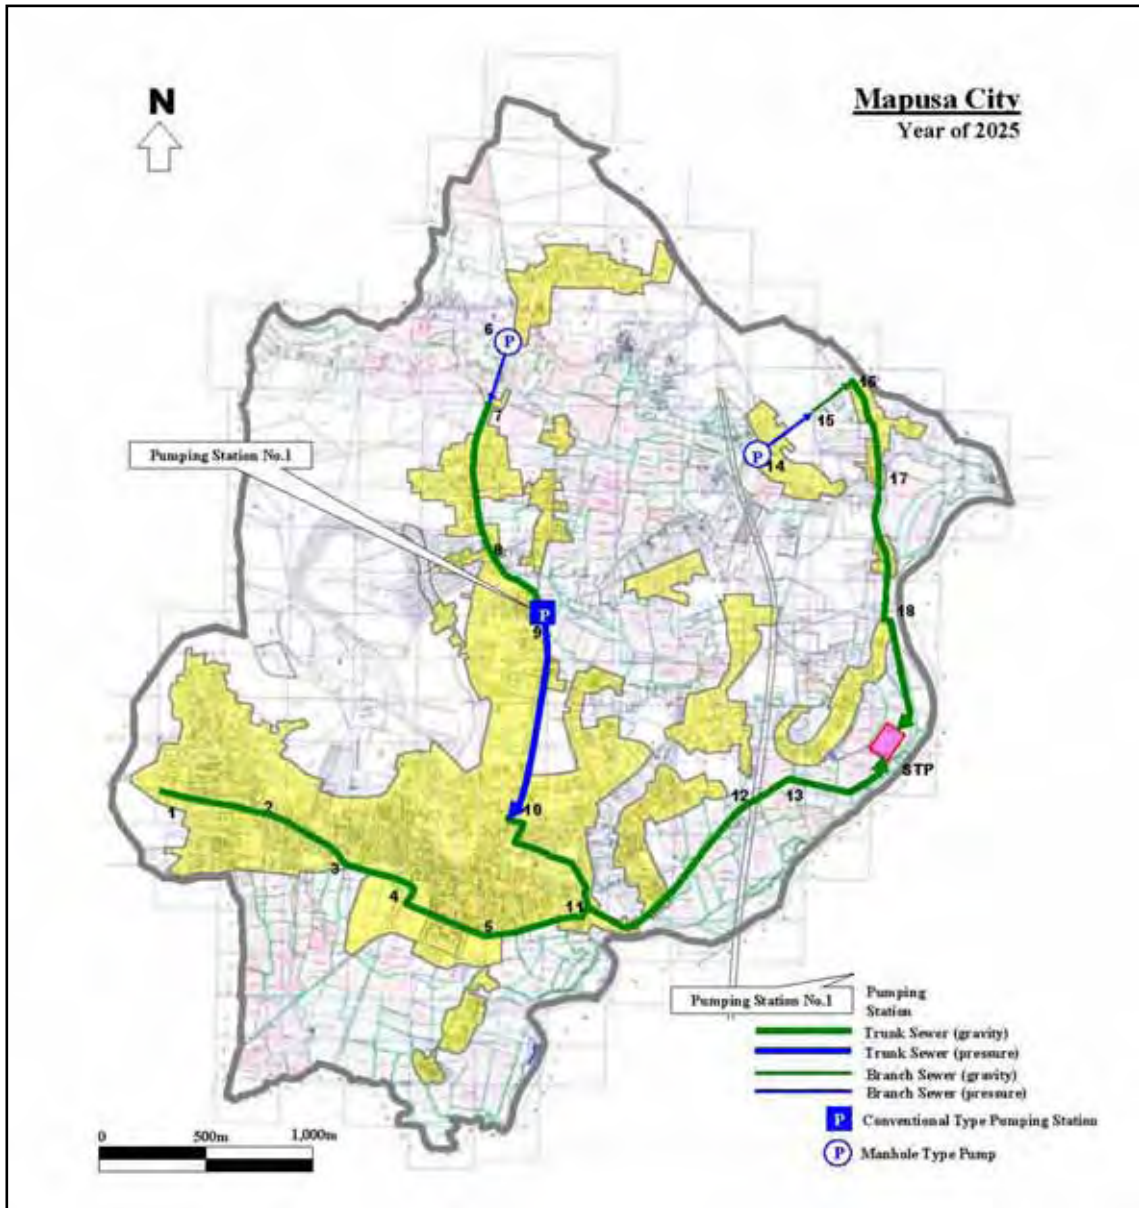 N
Mapusa City
Year of 2025
6
P
7
16
15
P
14
Pumping Station No.1
17
8
P
9
18
STP
10
12
13
1
2
3
4
5
11
Pumping Station No.1
Pumping
Station
Trunk Sewer (gravity)
Trunk Sewer (pressure)
Branch Sewer (gravity)
Branch Sewer (pressure)
P
Conventional Type Pumping Station
P
Manhole Type Pump
0 500m 1,000m